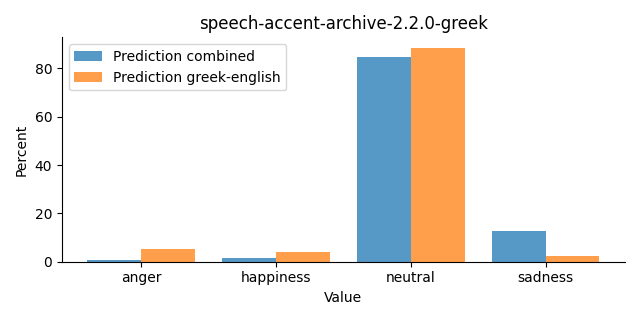 speech-accent-archive-2.2.0-greek
Prediction combined
Prediction greek-english
Percent
80
60
40
20
0
anger happiness neutral sadness
Value